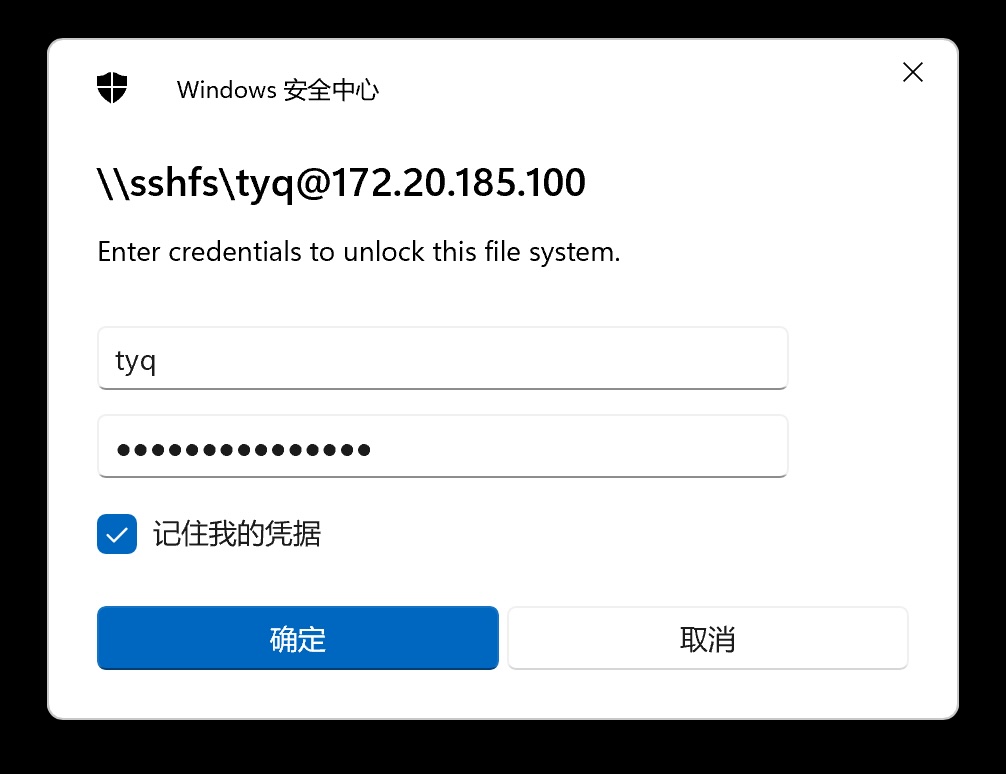 Windows 安全中心
\\sshfs\tyq@172.20.185.100
Enter credentials to unlock this file system.
tyq
●●●●●●●●●●●●●●●
记住我的凭据
确定
取消